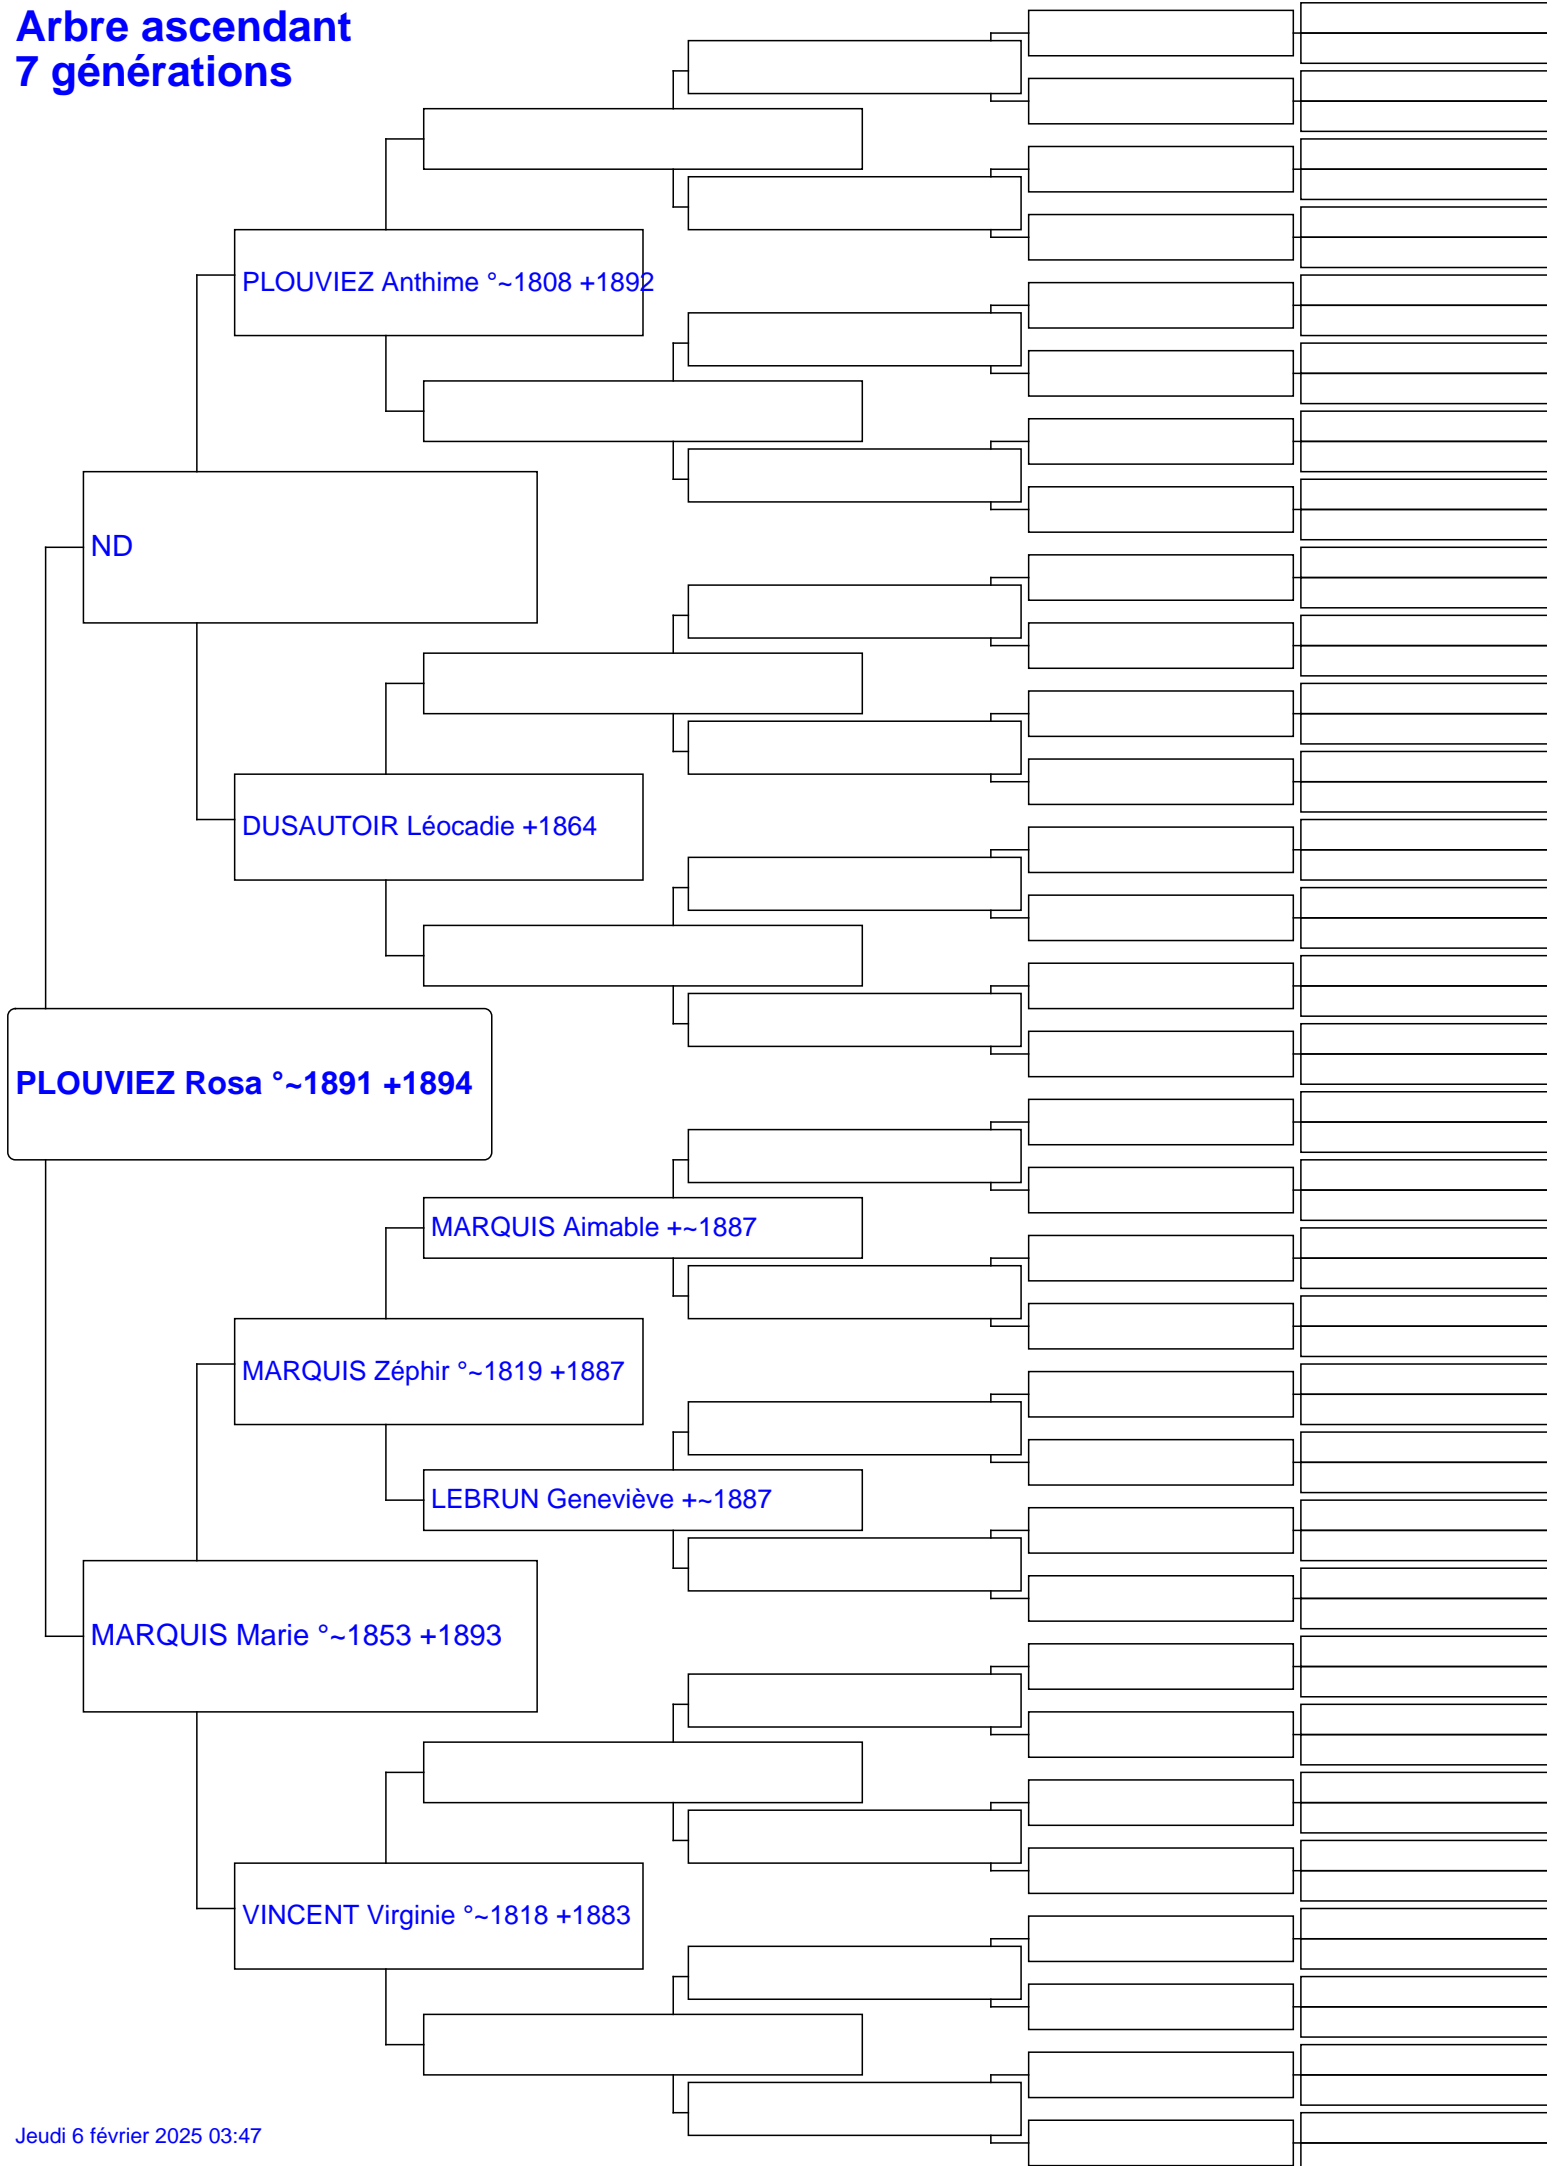 Arbre ascendant
7 générations
PLOUVIEZ Anthime °~1808 +1892
ND
DUSAUTOIR Léocadie +1864
PLOUVIEZ Rosa °~1891 +1894
MARQUIS Aimable +~1887
MARQUIS Zéphir °~1819 +1887
LEBRUN Geneviève +~1887
MARQUIS Marie °~1853 +1893
VINCENT Virginie °~1818 +1883
Jeudi 6 février 2025 03:47